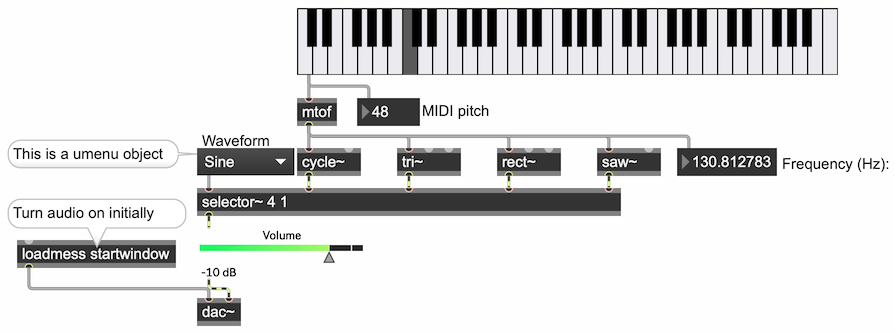 mtof
48
MIDI pitch
Waveform
This is a umenu object
Sine
cycle~
tri~
rect~
saw~
130.812783
Frequency (Hz):
selector~ 4 1
Turn audio on initially
Volume
loadmess startwindow
-10 dB
dac~